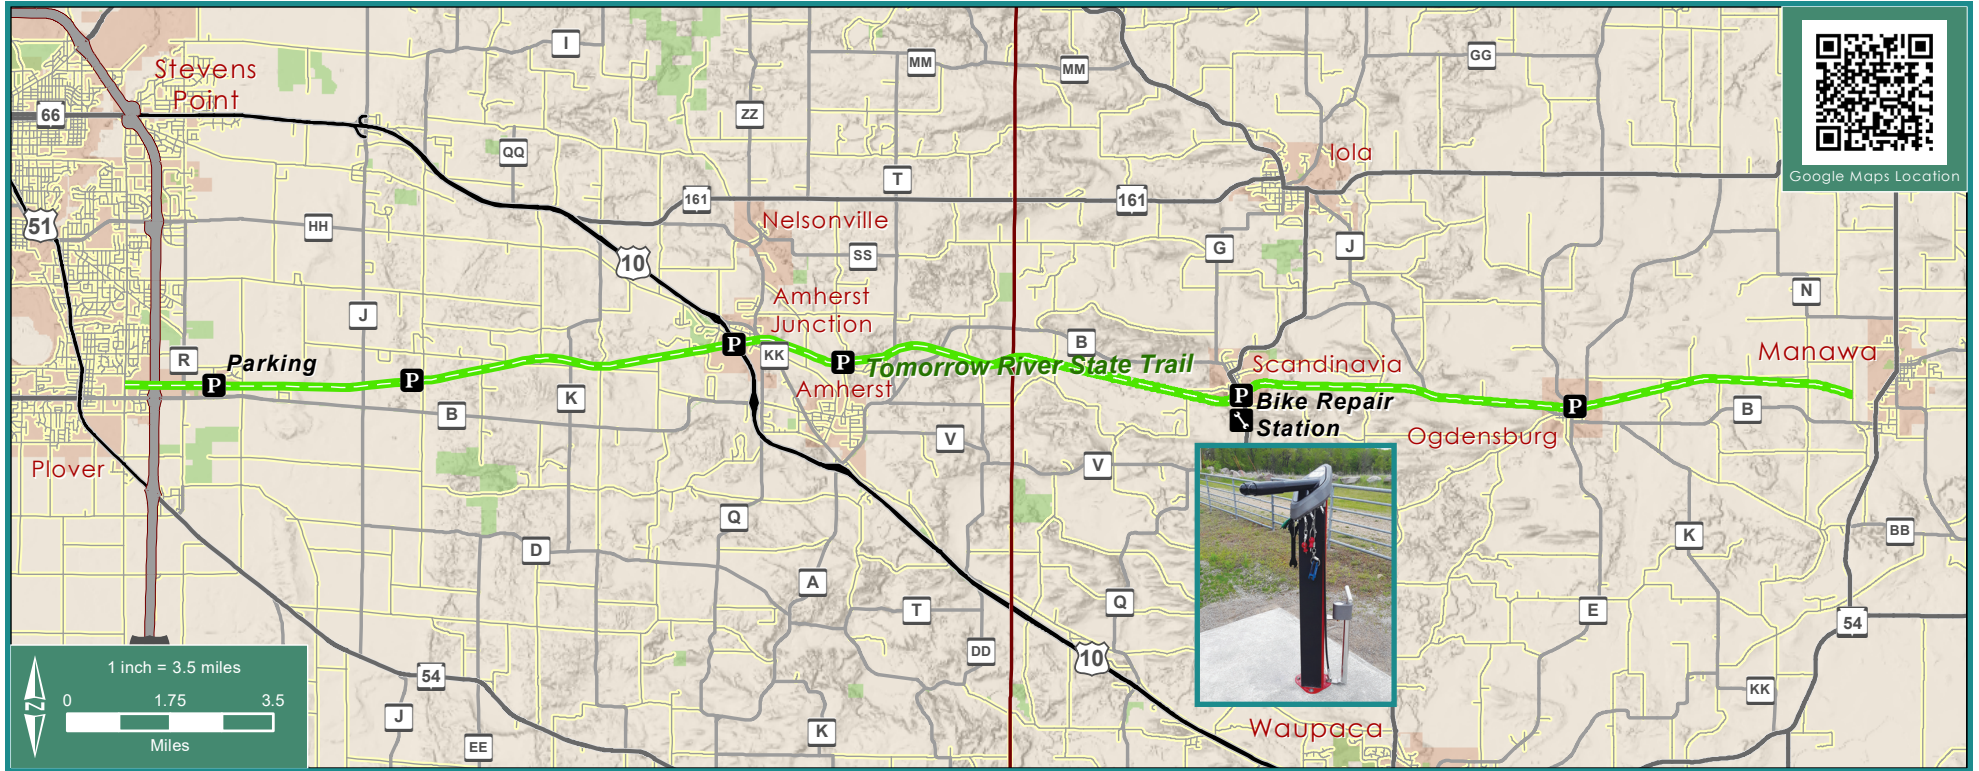 I
MM
MM
GG
Stevens
Point
66
ZZ
QQ
Iola
Google Maps Location
T
161
161
51
HH
Nelsonville
G
J
10
SS
N
Amherst
Junction
J
B
R
Parking
P
P
P
KK
P
Tomorrow River State Trail
Scandinavia
Manawa
Amherst
K
B
P
Bike Repair
Station
P
B
V
Ogdensburg
Plover
V
Q
BB
K
D
A
T
Q
E
54
DD
10
1 inch = 3.5 miles
0 1.75 3.5
Miles
N
54
KK
J
EE
K
Waupaca